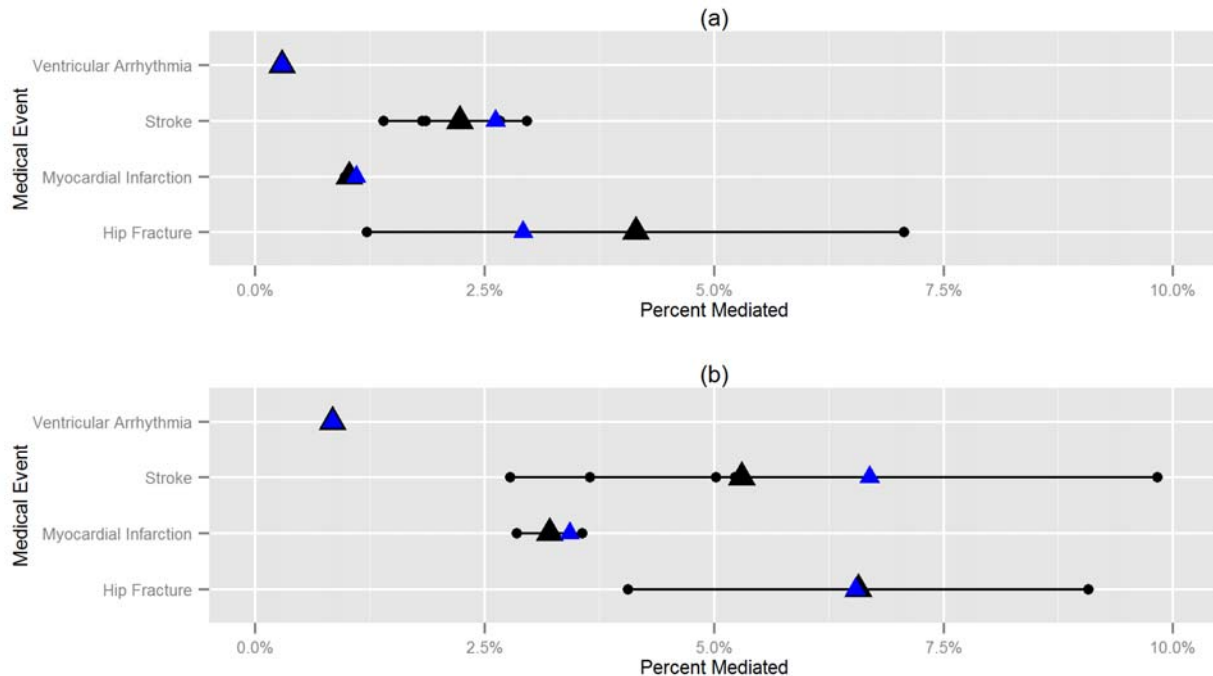 (a)
Medical Event
Ventricular Arrhythmia
Stroke
Myocardial Infarction
Hip Fracture
0.0% 2.5% 5.0% 7.5% 10.0%
Percent Mediated
(b)
Medical Event
Ventricular Arrhythmia
Stroke
Myocardial Infarction
Hip Fracture
0.0% 2.5% 5.0% 7.5% 10.0%
Percent Mediated